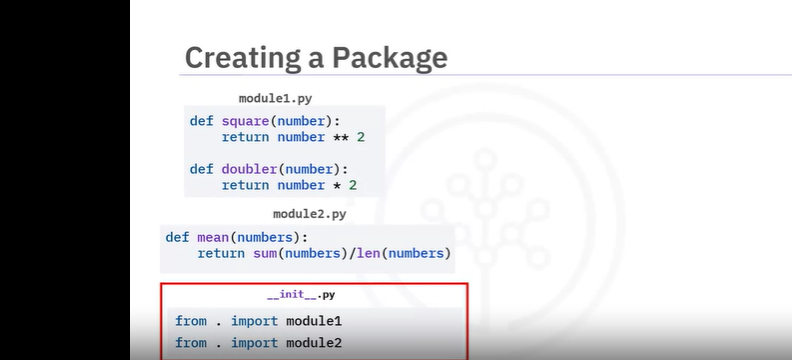 Creating a Package
module1.py
def square(number):
    return number ** 2
def doubler(number):
    return number * 2
module2.py
def mean(numbers):
    return sum(numbers)/len(numbers)
__init__.py
from . import module1
from . import module2